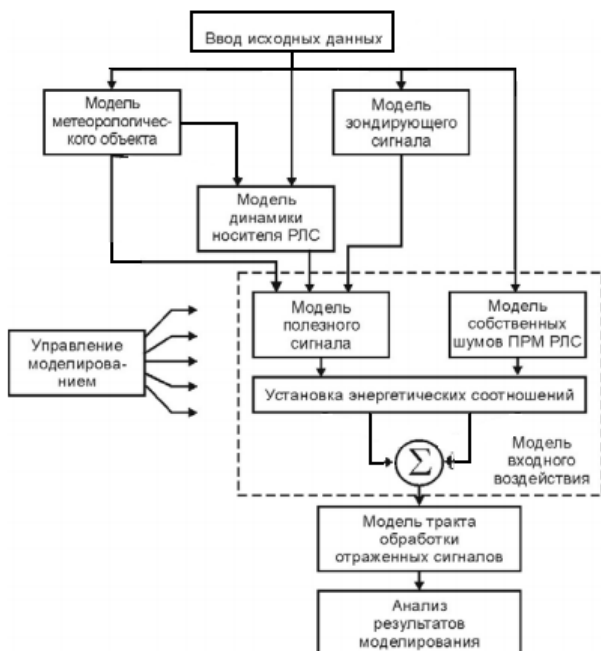 Ввод исходных данных
Модель
метеорологичес-
кого объекта
Модель
зондирующего
сигнала
Модель
динамики
носителя РЛС
Управление
моделирова-
нием
Модель
полезного
сигнала
Модель
собственных
шумов ПРМ РЛС
Установка энергетических соотношений
Σ
Модель
входного
воздействия
Модель тракта
обработки
отраженных сигналов
Анализ
результатов
моделирования